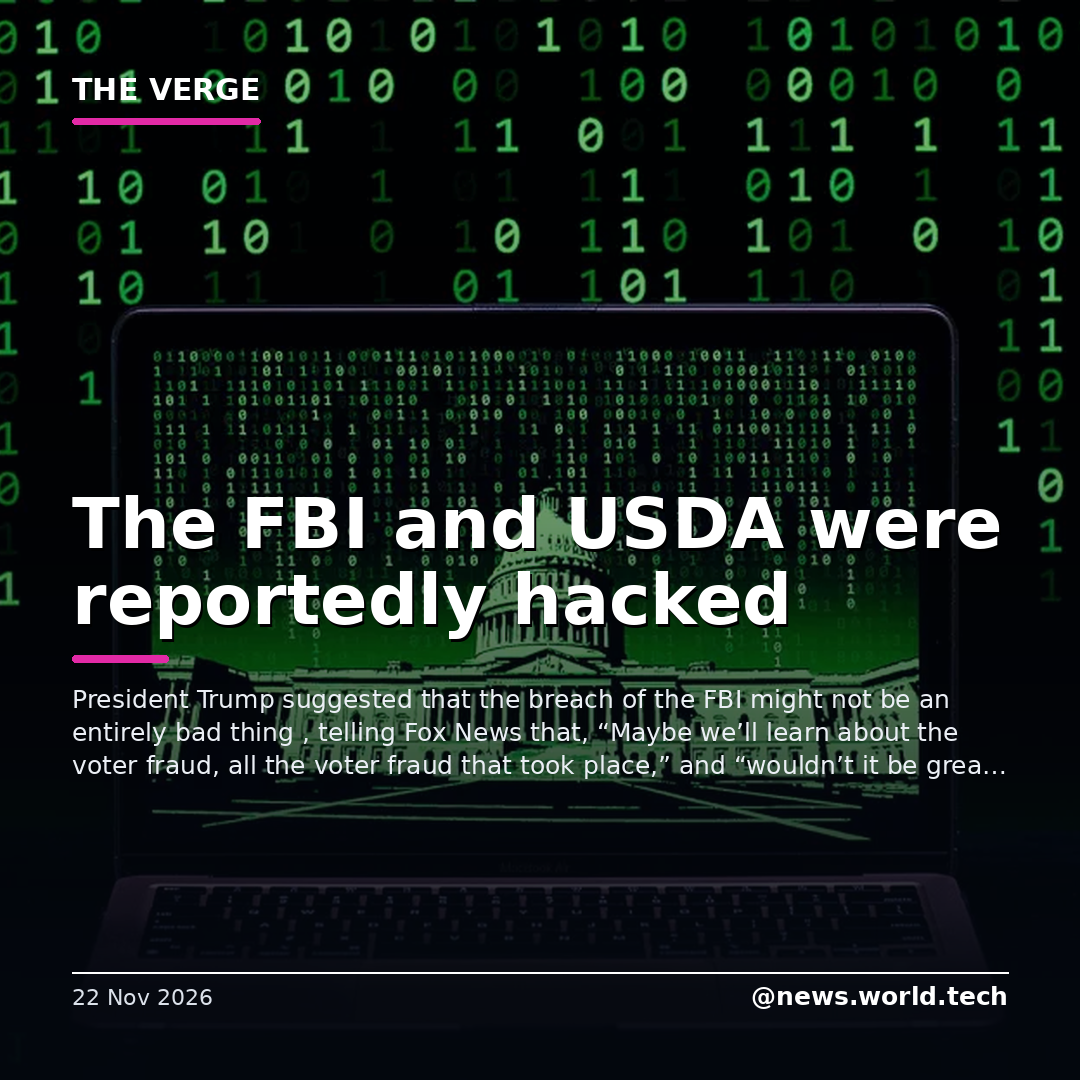 THE VERGE
The FBI and USDA were
reportedly hacked
President Trump suggested that the breach of the FBI might not be an
entirely bad thing , telling Fox News that, “Maybe we’ll learn about the
voter fraud, all the voter fraud that took place,” and “wouldn’t it be grea…
22 Nov 2026
@news.world.tech